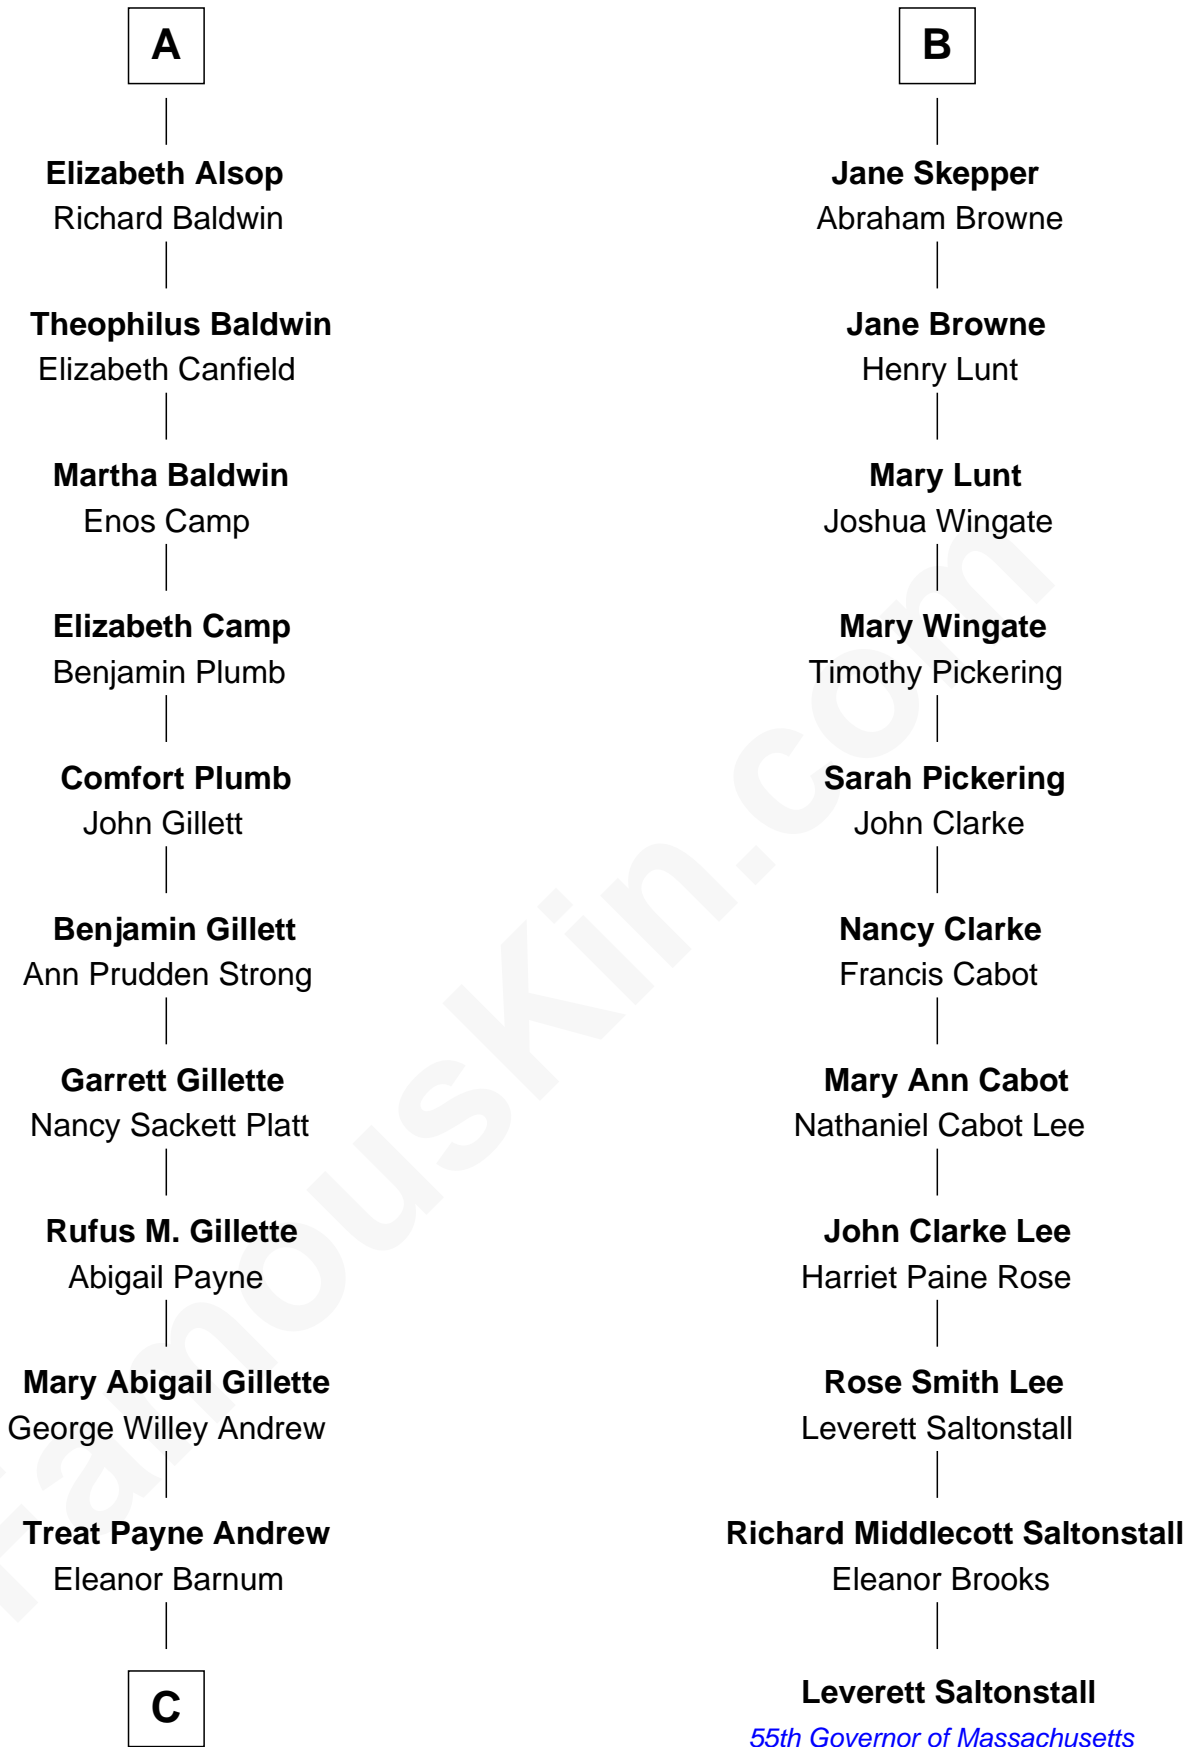 A
Elizabeth Alsop
Richard Baldwin
Theophilus Baldwin
Elizabeth Canfield
Martha Baldwin
Enos Camp
Elizabeth Camp
Benjamin Plumb
Comfort Plumb
John Gillett
Benjamin Gillett
Ann Prudden Strong
Garrett Gillette
Nancy Sackett Platt
Rufus M. Gillette
Abigail Payne
Mary Abigail Gillette
George Willey Andrew
Treat Payne Andrew
Eleanor Barnum
C
B
Jane Skepper
Abraham Browne
Jane Browne
Henry Lunt
Mary Lunt
Joshua Wingate
Mary Wingate
Timothy Pickering
Sarah Pickering
John Clarke
Nancy Clarke
Francis Cabot
Mary Ann Cabot
Nathaniel Cabot Lee
John Clarke Lee
Harriet Paine Rose
Rose Smith Lee
Leverett Saltonstall
Richard Middlecott Saltonstall
Eleanor Brooks
Leverett Saltonstall
55th Governor of Massachusetts
FamousKin.com